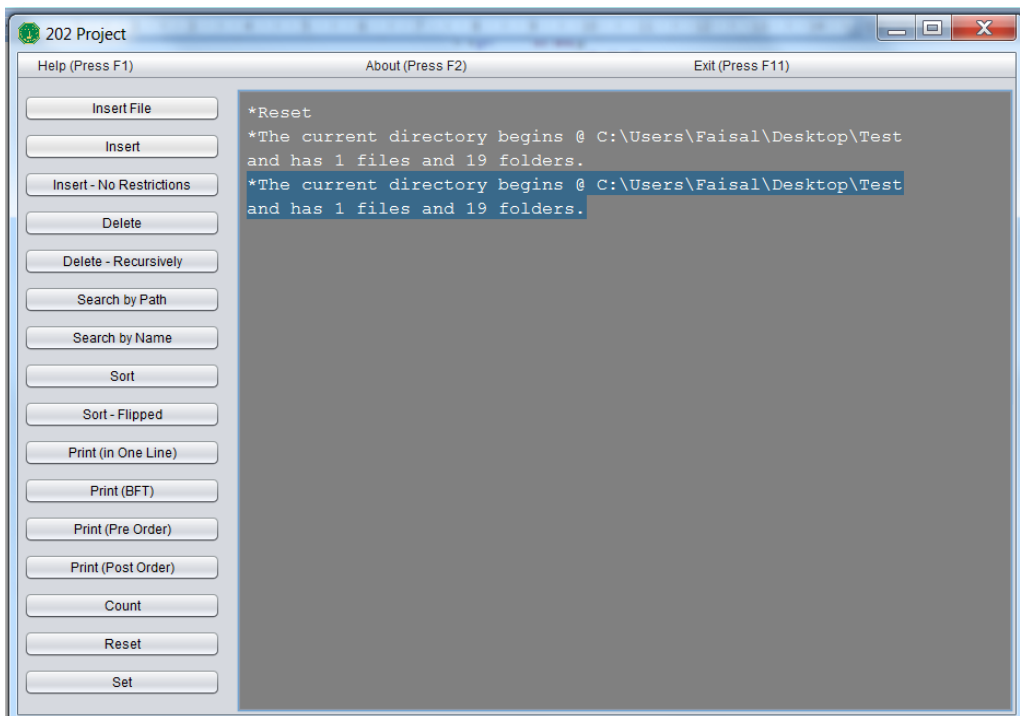 202 Project
Help (Press F1) About (Press F2) Exit (Press F11)
Insert File
Insert
Insert - No Restrictions
Delete
Delete - Recursively
Search by Path
Search by Name
Sort
Sort - Flipped
Print (in One Line)
Print (BFT)
Print (Pre Order)
Print (Post Order)
Count
Reset
Set
*Reset
*The current directory begins @ C:\Users\Faisal\Desktop\Test
and has 1 files and 19 folders.
*The current directory begins @ C:\Users\Faisal\Desktop\Test
and has 1 files and 19 folders.